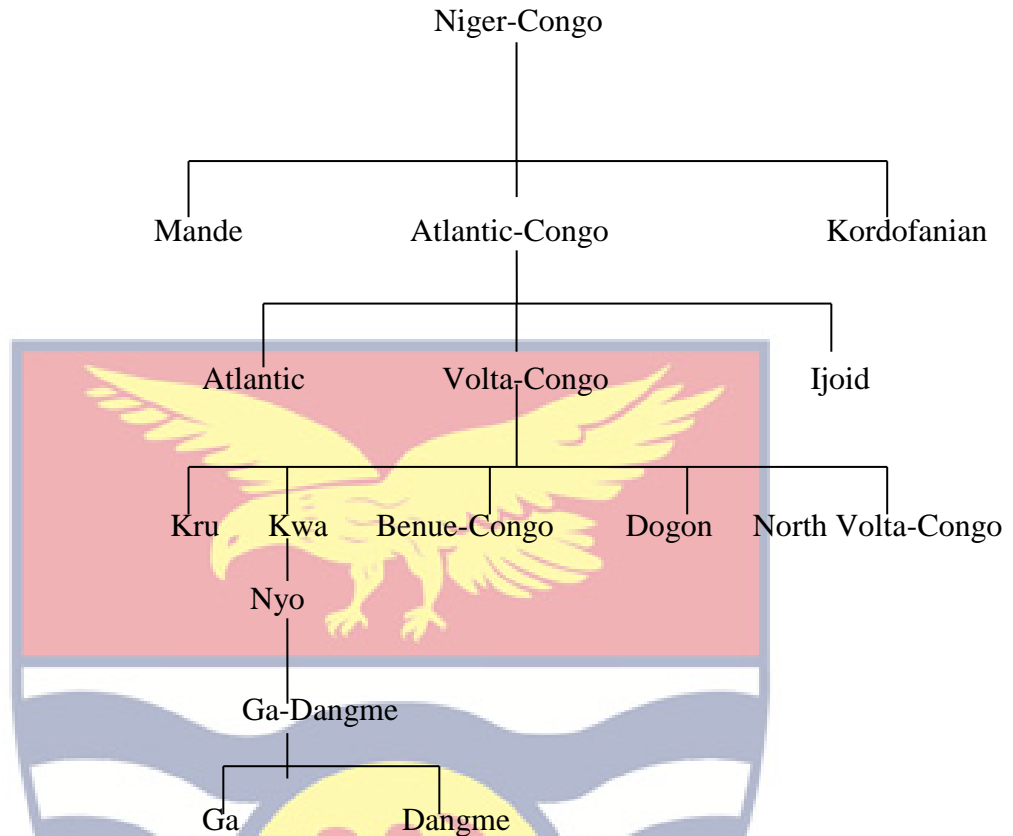 Niger-Congo
Mande Atlantic-Congo Kordofanian
Atlantic Volta-Congo Ijoid
Kru Kwa Benue-Congo Dogon North Volta-Congo
Nyo
Ga-Dangme
Ga Dangme